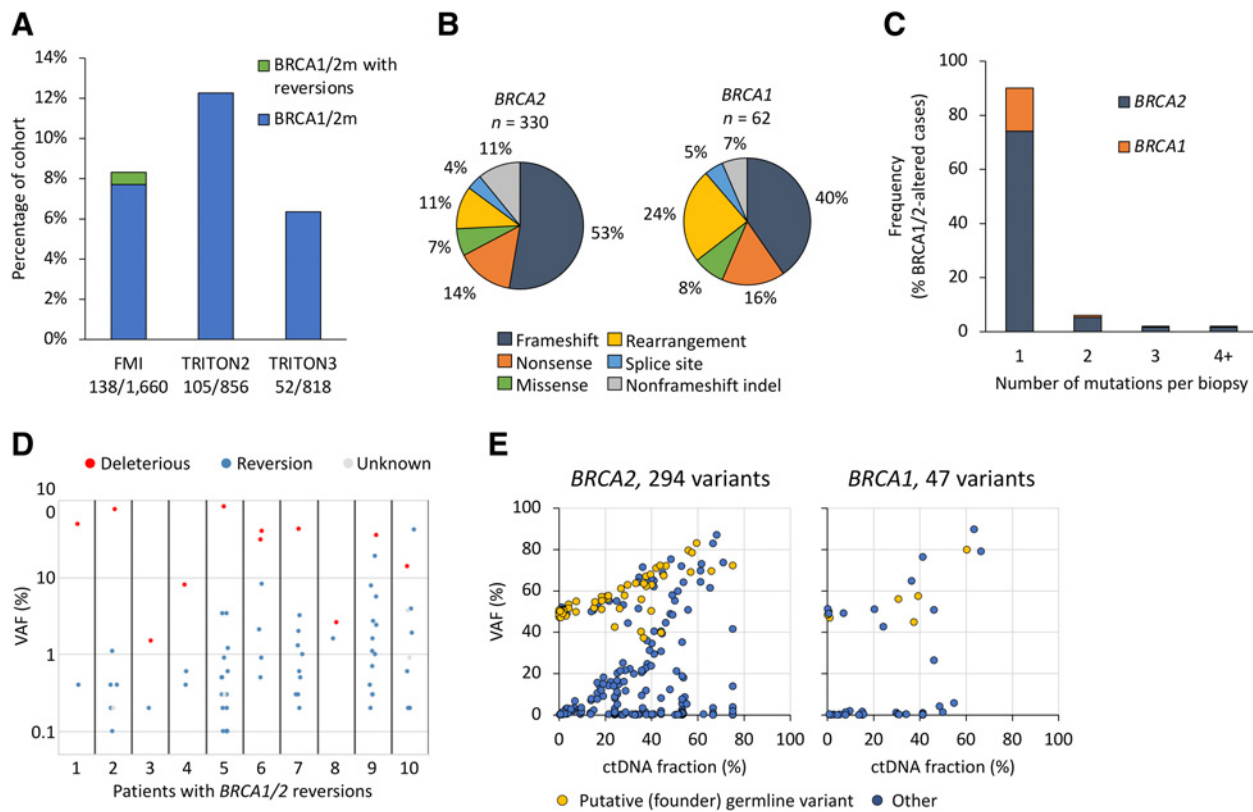 A
14%
12%
10%
8%
6%
4%
2%
0%
Percentage of cohort
BRCA1/2m with
reversions
BRCA1/2m
FMI
138/1,660
TRITON2
105/856
TRITON3
52/818
B
BRCA2
n = 330
11%
4%
11%
7%
14%
53%
BRCA1
n = 62
7%
5%
24%
8%
16%
40%
Frameshift
Nonsense
Missense
Rearrangement
Splice site
Nonframeshift indel
C
100
80
60
40
20
0
Frequency
(% BRCA1/2-altered cases)
BRCA2
BRCA1
1 2 3 4+
Number of mutations per biopsy
D
Deleterious Reversion Unknown
10
0
10
1
0.1
VAF (%)
1 2 3 4 5 6 7 8 9 10
Patients with BRCA1/2 reversions
E
BRCA2, 294 variants
BRCA1, 47 variants
100
80
60
40
20
0
VAF (%)
0 20 40 60 80 100
ctDNA fraction (%)
0 20 40 60 80 100
ctDNA fraction (%)
Putative (founder) germline variant Other